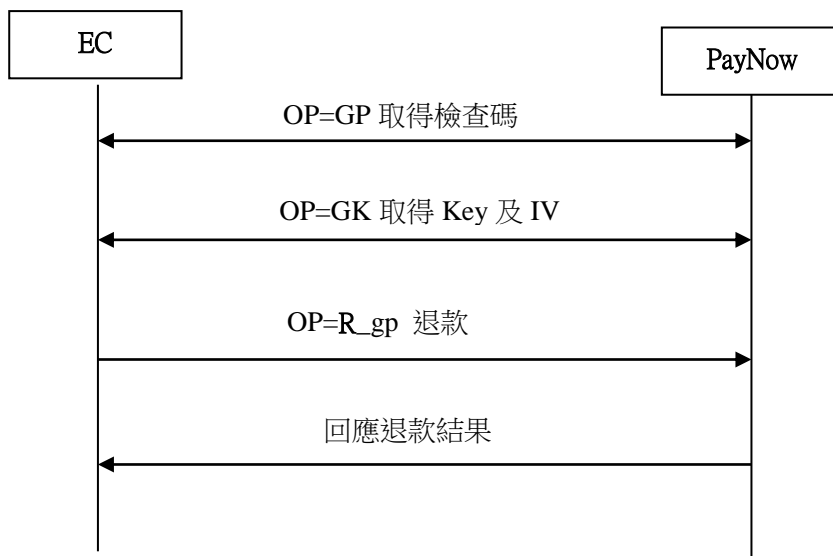 EC
PayNow
OP=GP 取得檢查碼
OP=GK 取得 Key 及 IV
OP=R_gp 退款
回應退款結果